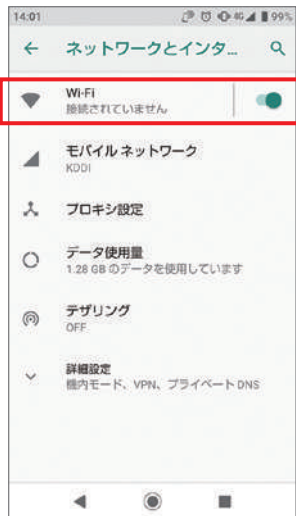 14:01 4G 99%
ネットワークとインタ...
Wi-Fi
接続されていません
モバイル ネットワーク
KDDI
プロキシ設定
データ使用量
1.28 GB のデータを使用しています
テザリング
OFF
詳細設定
機内モード、VPN、プライベート DNS